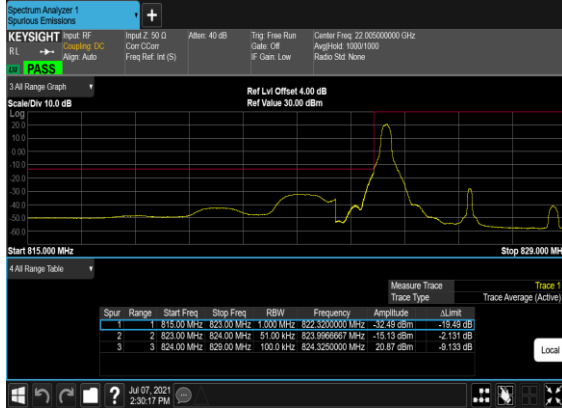 Spectrum Analyzer 1
Spurious Emissions
+
KEYSIGHT Input: RF Input Z: 50 Ω Atten: 40 dB Trig: Free Run Center Freq: 22.005000000 GHz
RL Coupling: DC Corr CCorr Gate: Off Avg|Hold: 1000/1000
Align: Auto Freq Ref: Int (S) IF Gain: Low Radio Std: None
PASS
3 All Range Graph
Ref Lvl Offset 4.00 dB
Scale/Div 10.0 dB Ref Value 30.00 dBm
Log
20.0
10.0
0.00
-10.0
-20.0
-30.0
-40.0
-50.0
-60.0
Start 815.000 MHz Stop 829.000 MH
4 All Range Table
Measure Trace Trace 1
Trace Type Trace Average (Active)
Spur Range Start Freq Stop Freq RBW Frequency Amplitude ΔLimit
1 1 815.00 MHz 823.00 MHz 1.000 MHz 822.3200000 MHz -32.49 dBm -19.49 dB
2 2 823.00 MHz 824.00 MHz 51.00 kHz 823.9966667 MHz -15.13 dBm -2.131 dB
3 3 824.00 MHz 829.00 MHz 100.0 kHz 824.3250000 MHz 20.87 dBm -9.133 dB
Local
? Jul 07, 2021
2:30:17 PM